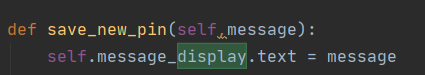 def save_new_pin(self,message):
    self.message_display.text = message